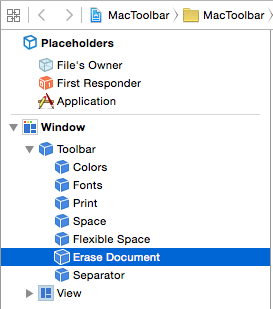 MacToolbar MacToolbar
Placeholders
File's Owner
First Responder
Application
Window
Toolbar
Colors
Fonts
Print
Space
Flexible Space
Erase Document
Separator
View